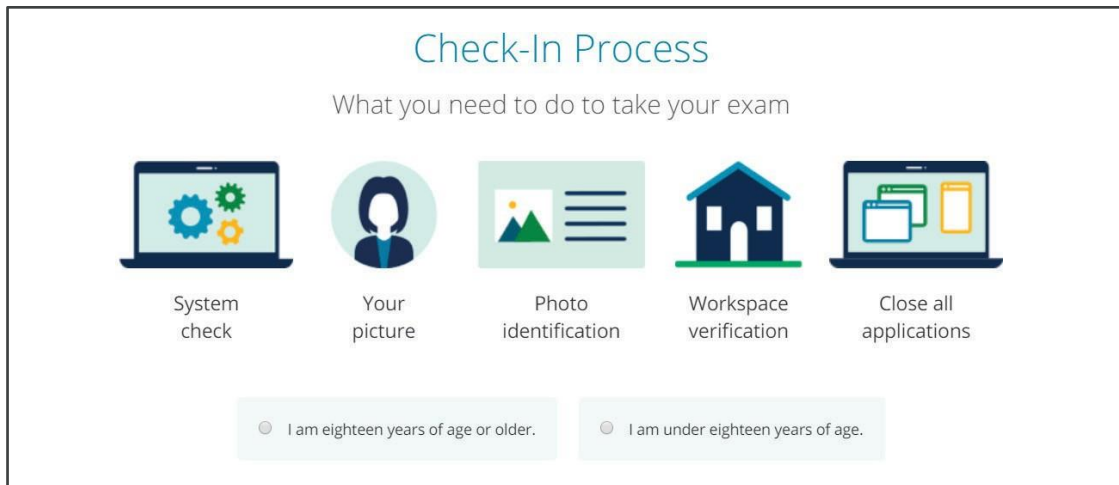 Check-In Process
What you need to do to take your exam
System
check
Your
picture
Photo
identification
Workspace
verification
Close all
applications
I am eighteen years of age or older.
I am under eighteen years of age.